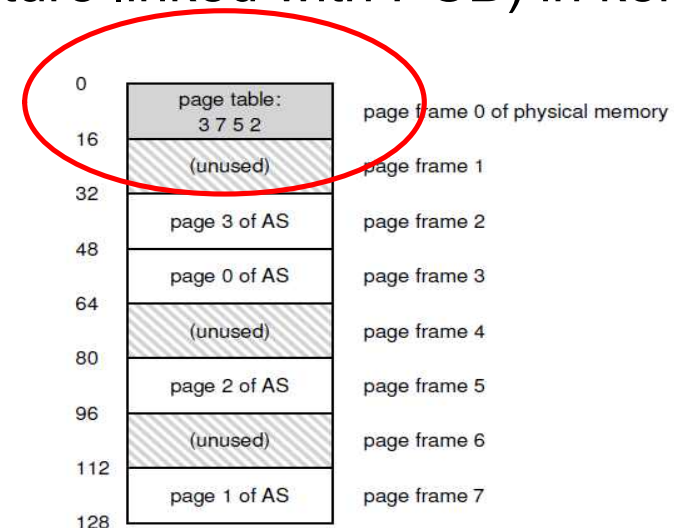 0
page table:
3 7 5 2
page frame 0 of physical memory
16
(unused)
page frame 1
32
page 3 of AS
page frame 2
48
page 0 of AS
page frame 3
64
(unused)
page frame 4
80
page 2 of AS
page frame 5
96
(unused)
page frame 6
112
page 1 of AS
page frame 7
128